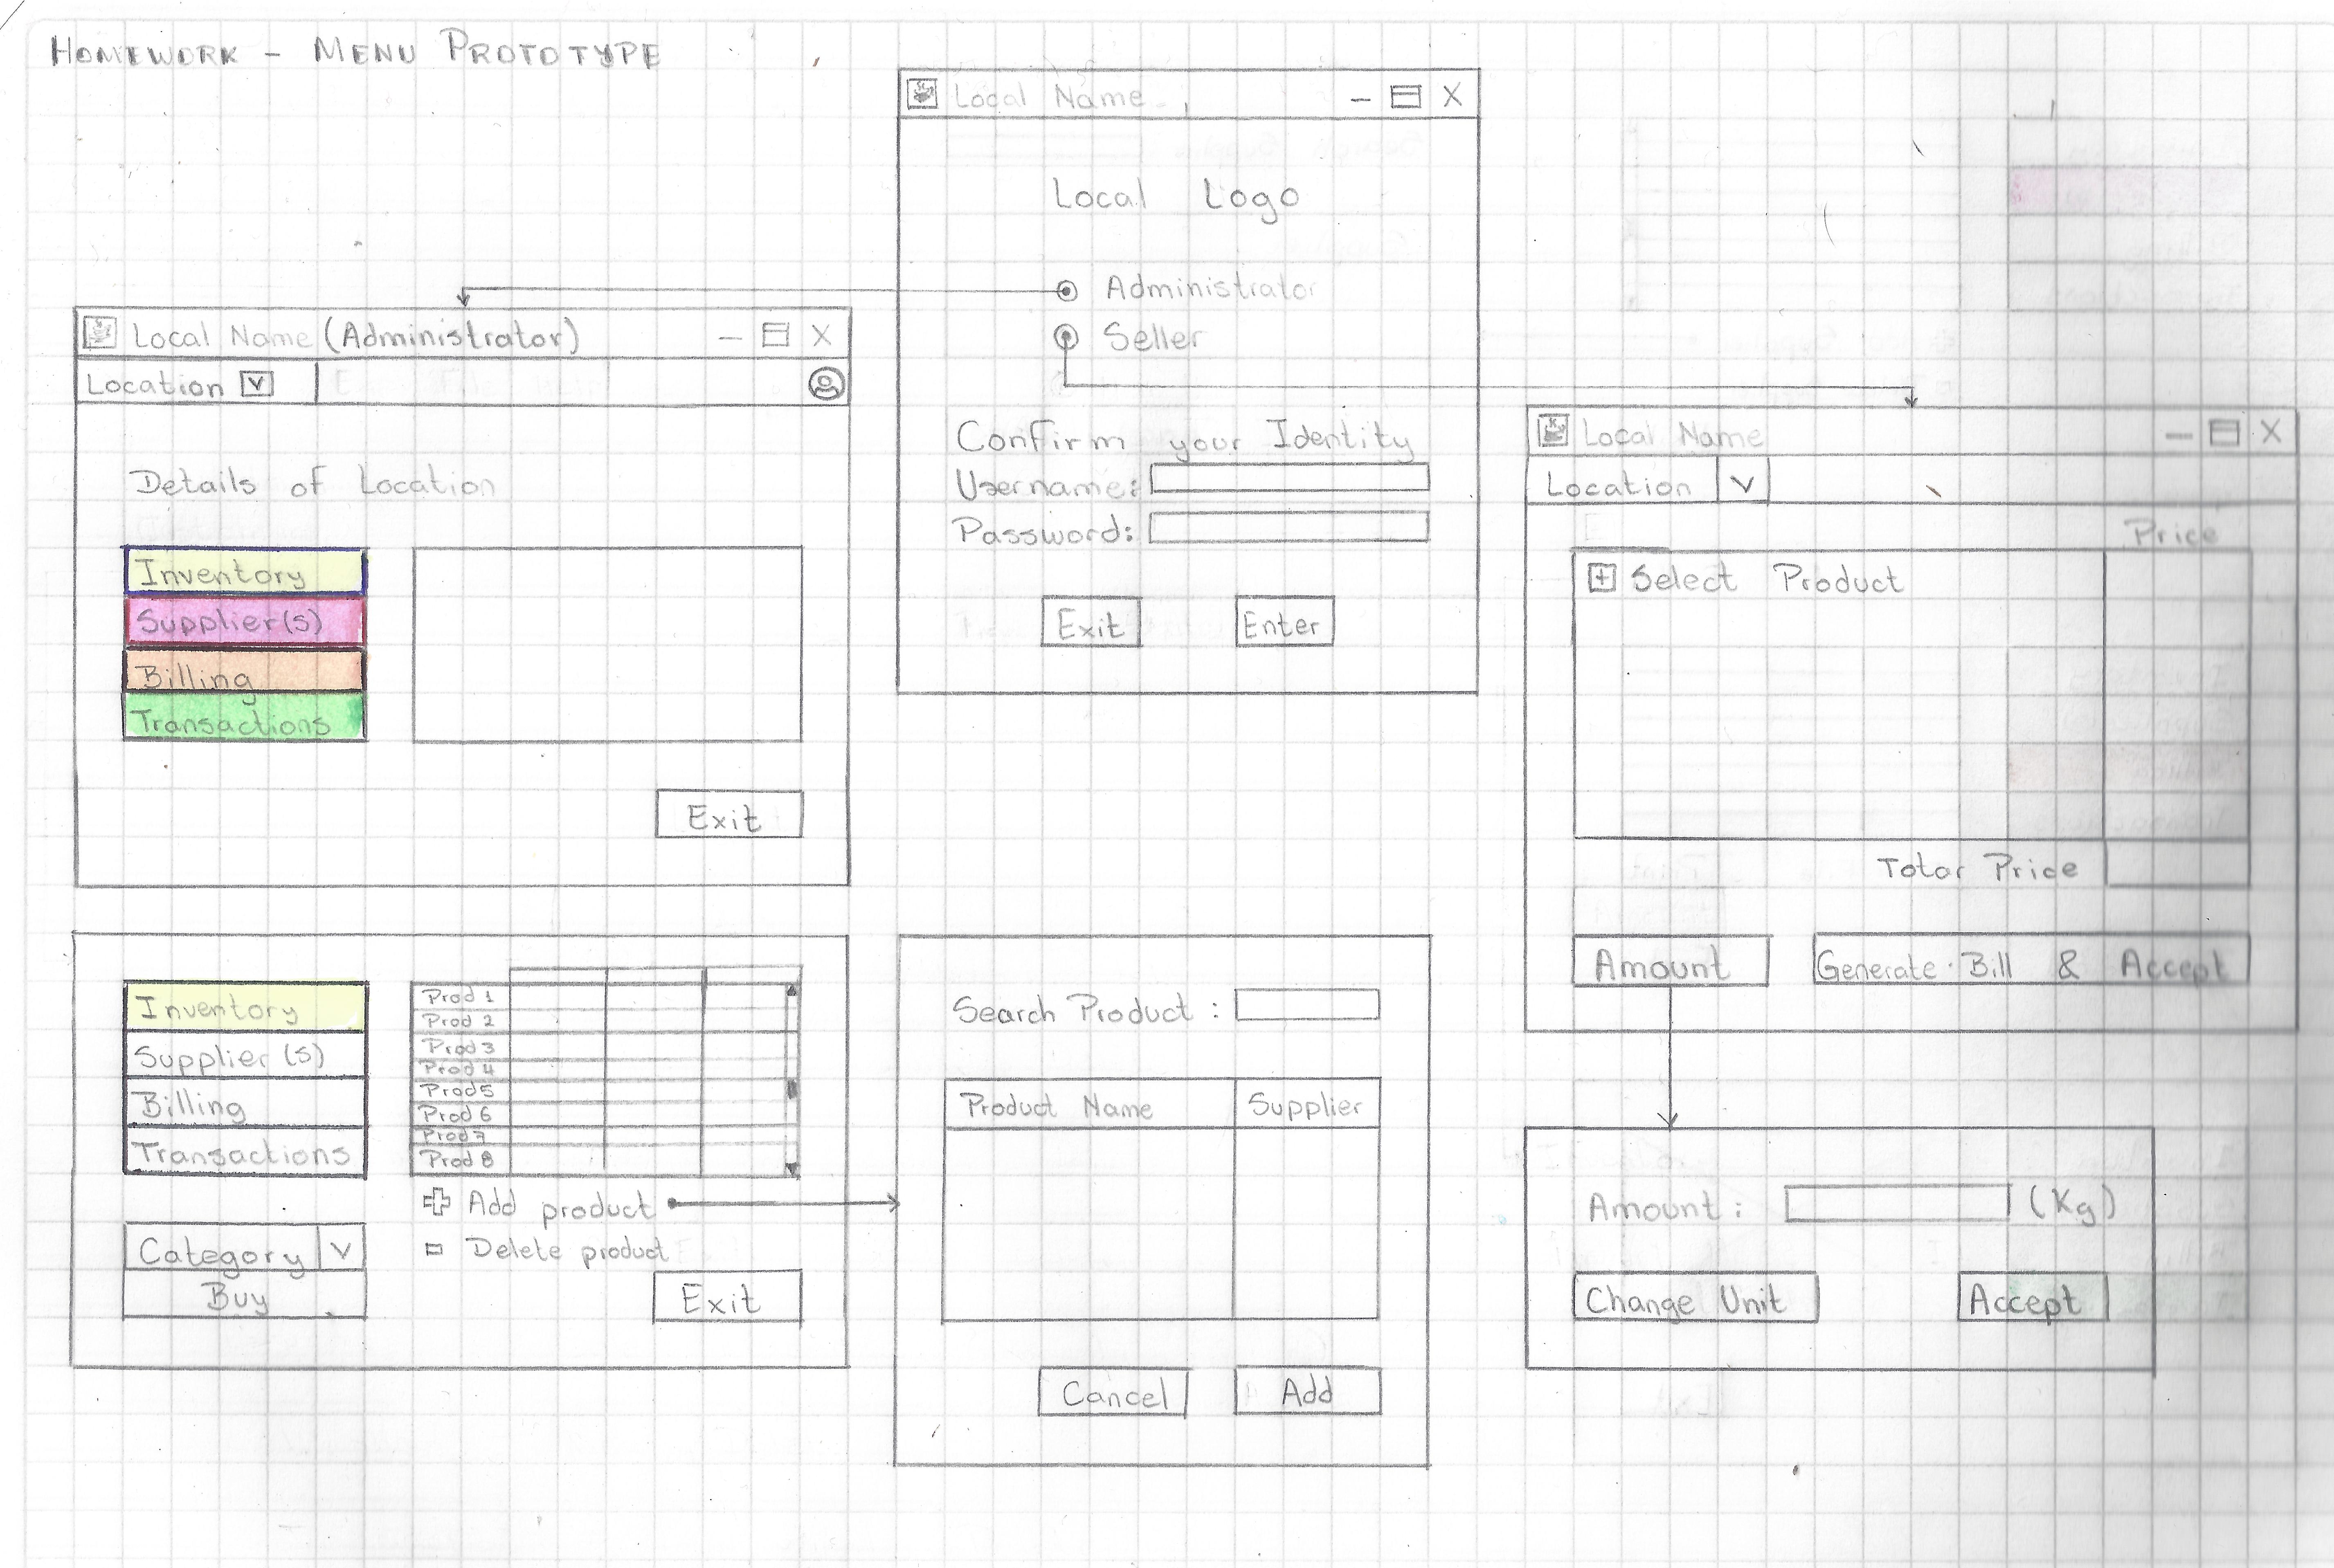 HOMEWORK - MENU PROTOTYPE
Local Name
Local Logo
Administrator
Seller
Confirm your Identity
Username:
Password:
Exit
Enter
Local Name (Administrator)
Location
Details of Location
Inventory
Supplier(s)
Billing
Transactions
Exit
Local Name
Location
Price
Select Product
Total Price
Amount
Generate Bill & Accept
Inventory
Supplier (s)
Billing
Transactions
Category
Buy
Prod 1
Prod 2
Prod 3
Prod 4
Prod 5
Prod 6
Prod 7
Prod 8
Add product
Delete product
Exit
Search Product :
Product Name
Supplier
Cancel
Add
Amount: (Kg)
Change Unit
Accept